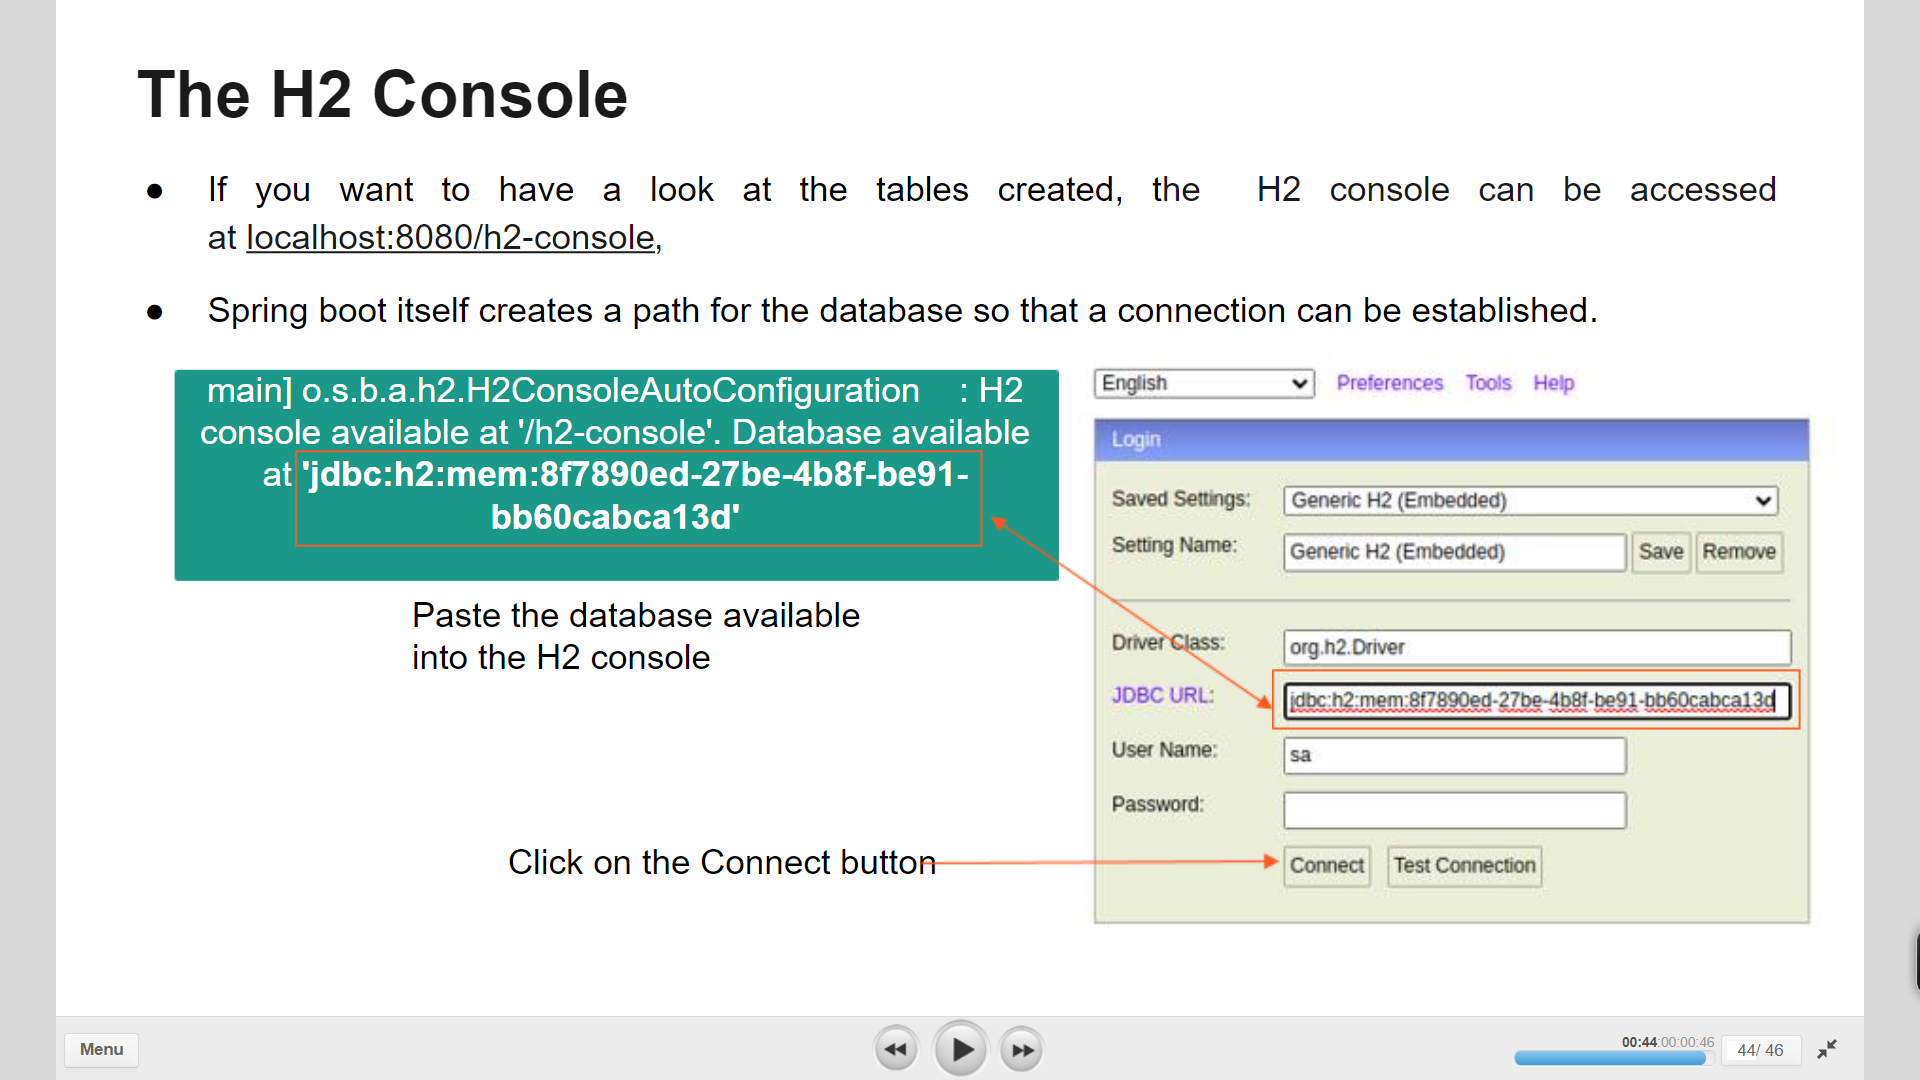 The H2 Console
● If you want to have a look at the tables created, the H2 console can be accessed
at localhost:8080/h2-console,
● Spring boot itself creates a path for the database so that a connection can be established.
main] o.s.b.a.h2.H2ConsoleAutoConfiguration : H2
console available at '/h2-console'. Database available
at 'jdbc:h2:mem:8f7890ed-27be-4b8f-be91-
bb60cabca13d'
Paste the database available
into the H2 console
Click on the Connect button
English Preferences Tools Help
Login
Saved Settings: Generic H2 (Embedded)
Setting Name: Generic H2 (Embedded) Save Remove
Driver Class: org.h2.Driver
JDBC URL: jdbc:h2:mem:8f7890ed-27be-4b8f-be91-bb60cabca13d
User Name: sa
Password:
Connect Test Connection
Menu
00:44:00:00:46
44/ 46